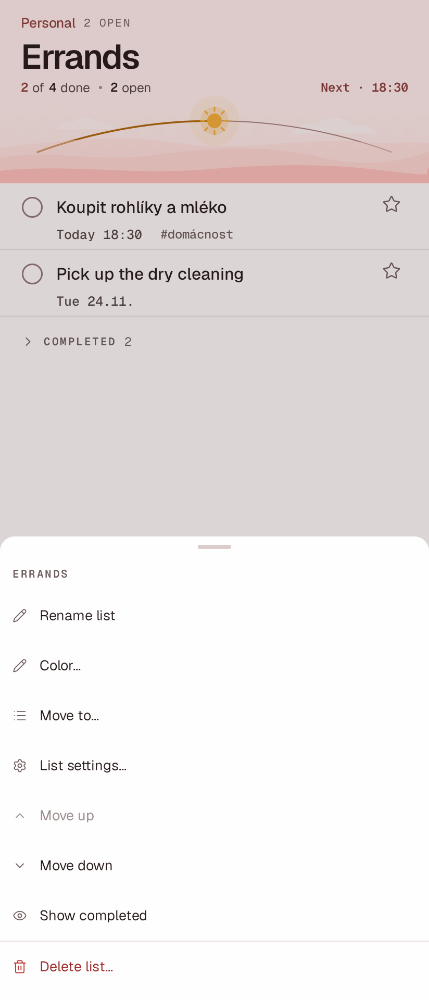 Personal 2 OPEN
Errands
2 of 4 done • 2 open
Next · 18:30
Koupit rohlíky a mléko
Today 18:30 #domácnost
Pick up the dry cleaning
Tue 24.11.
COMPLETED 2
ERRANDS
Rename list
Color…
Move to…
List settings…
Move up
Move down
Show completed
Delete list…